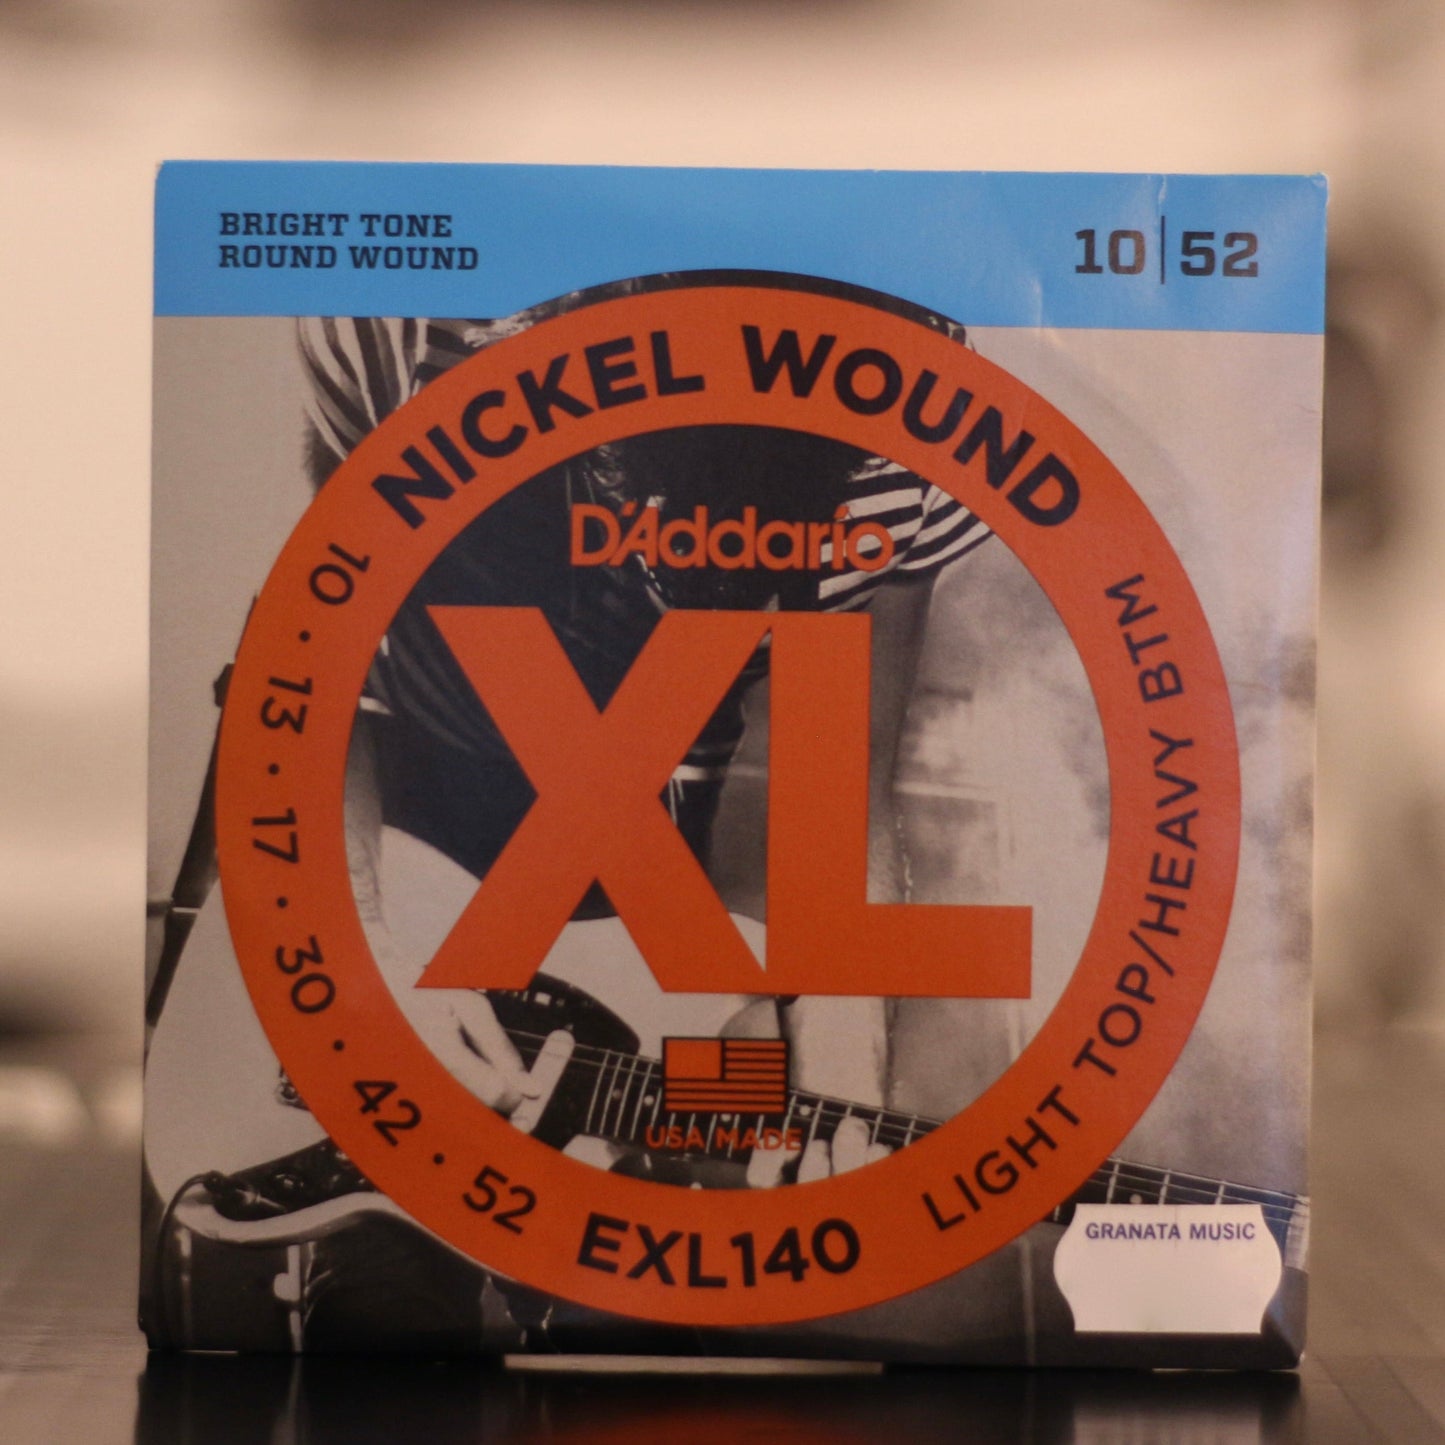 BRIGHT TONE
ROUND WOUND
10|52
NICKEL WOUND
D'Addario
XL
USA MADE
10 · 13 · 17 · 30 · 42 · 52
EXL140
LIGHT TOP/HEAVY BTM
GRANATA MUSIC